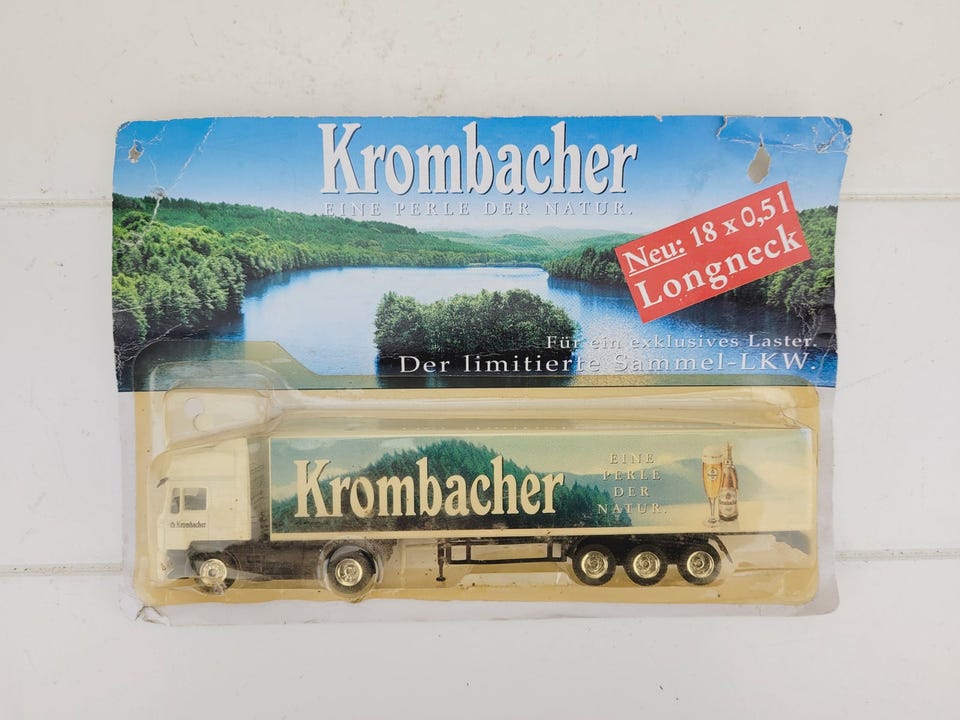 Krombacher
EINE PERLE DER NATUR.
Neu: 18 x 0,5 l
Longneck
Für ein exklusives Laster.
Der limitierte Sammel-LKW.
Krombacher
EINE
PERLE
DER
NATUR.
Krombacher